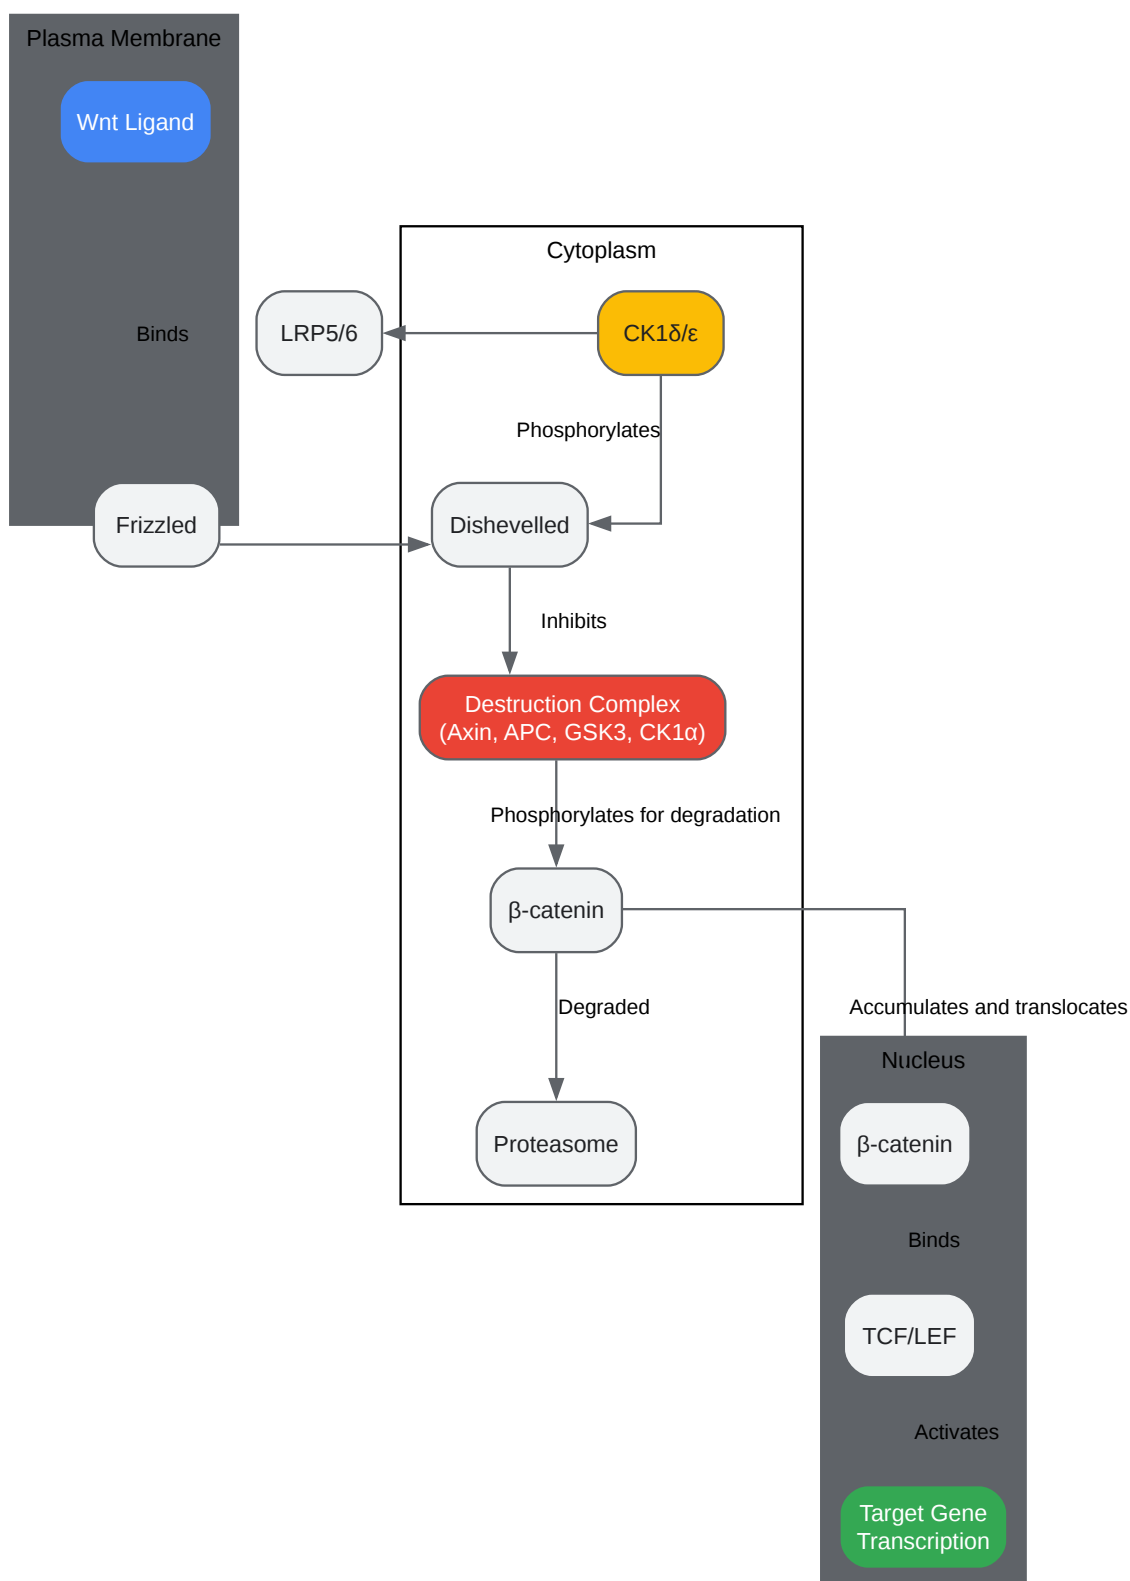 Plasma Membrane
Wnt Ligand
Binds
Cytoplasm
LRP5/6
CK1δ/ε
Phosphorylates
Frizzled
Dishevelled
Inhibits
Destruction Complex
(Axin, APC, GSK3, CK1α)
Phosphorylates for degradation
β-catenin
Degraded
Accumulates and translocates
Proteasome
Nucleus
β-catenin
Binds
TCF/LEF
Activates
Target Gene
Transcription